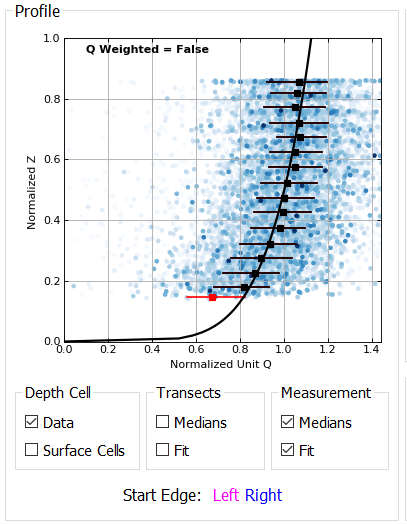 Profile
Q Weighted = False
Normalized Z
1.0
0.8
0.6
0.4
0.2
0.0
0.0 0.2 0.4 0.6 0.8 1.0 1.2 1.4
Normalized Unit Q
Depth Cell Transects Measurement
Data Medians Medians
Surface Cells Fit Fit
Start Edge: Left Right